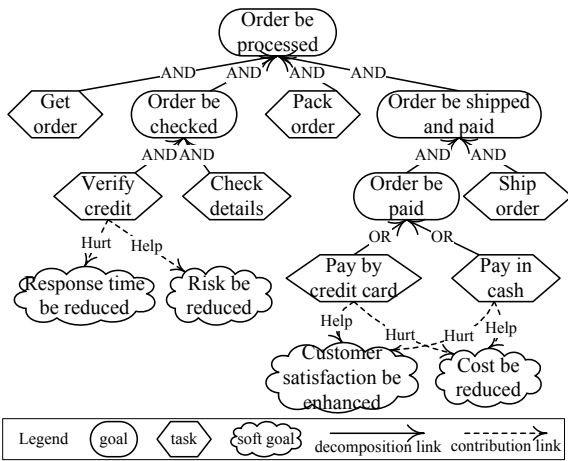 Order be
processed
AND
AND
AND
AND
Get
order
Order be
checked
Pack
order
Order be shipped
and paid
AND
AND
AND
AND
Verify
credit
Check
details
Order be
paid
Ship
order
Hurt
Help
OR
OR
Response time
be reduced
Risk be
reduced
Pay by
credit card
Pay in
cash
Help
Hurt
Hurt
Help
Customer
satisfaction be
enhanced
Cost be
reduced
Legend
goal
task
soft goal
decomposition link
contribution link